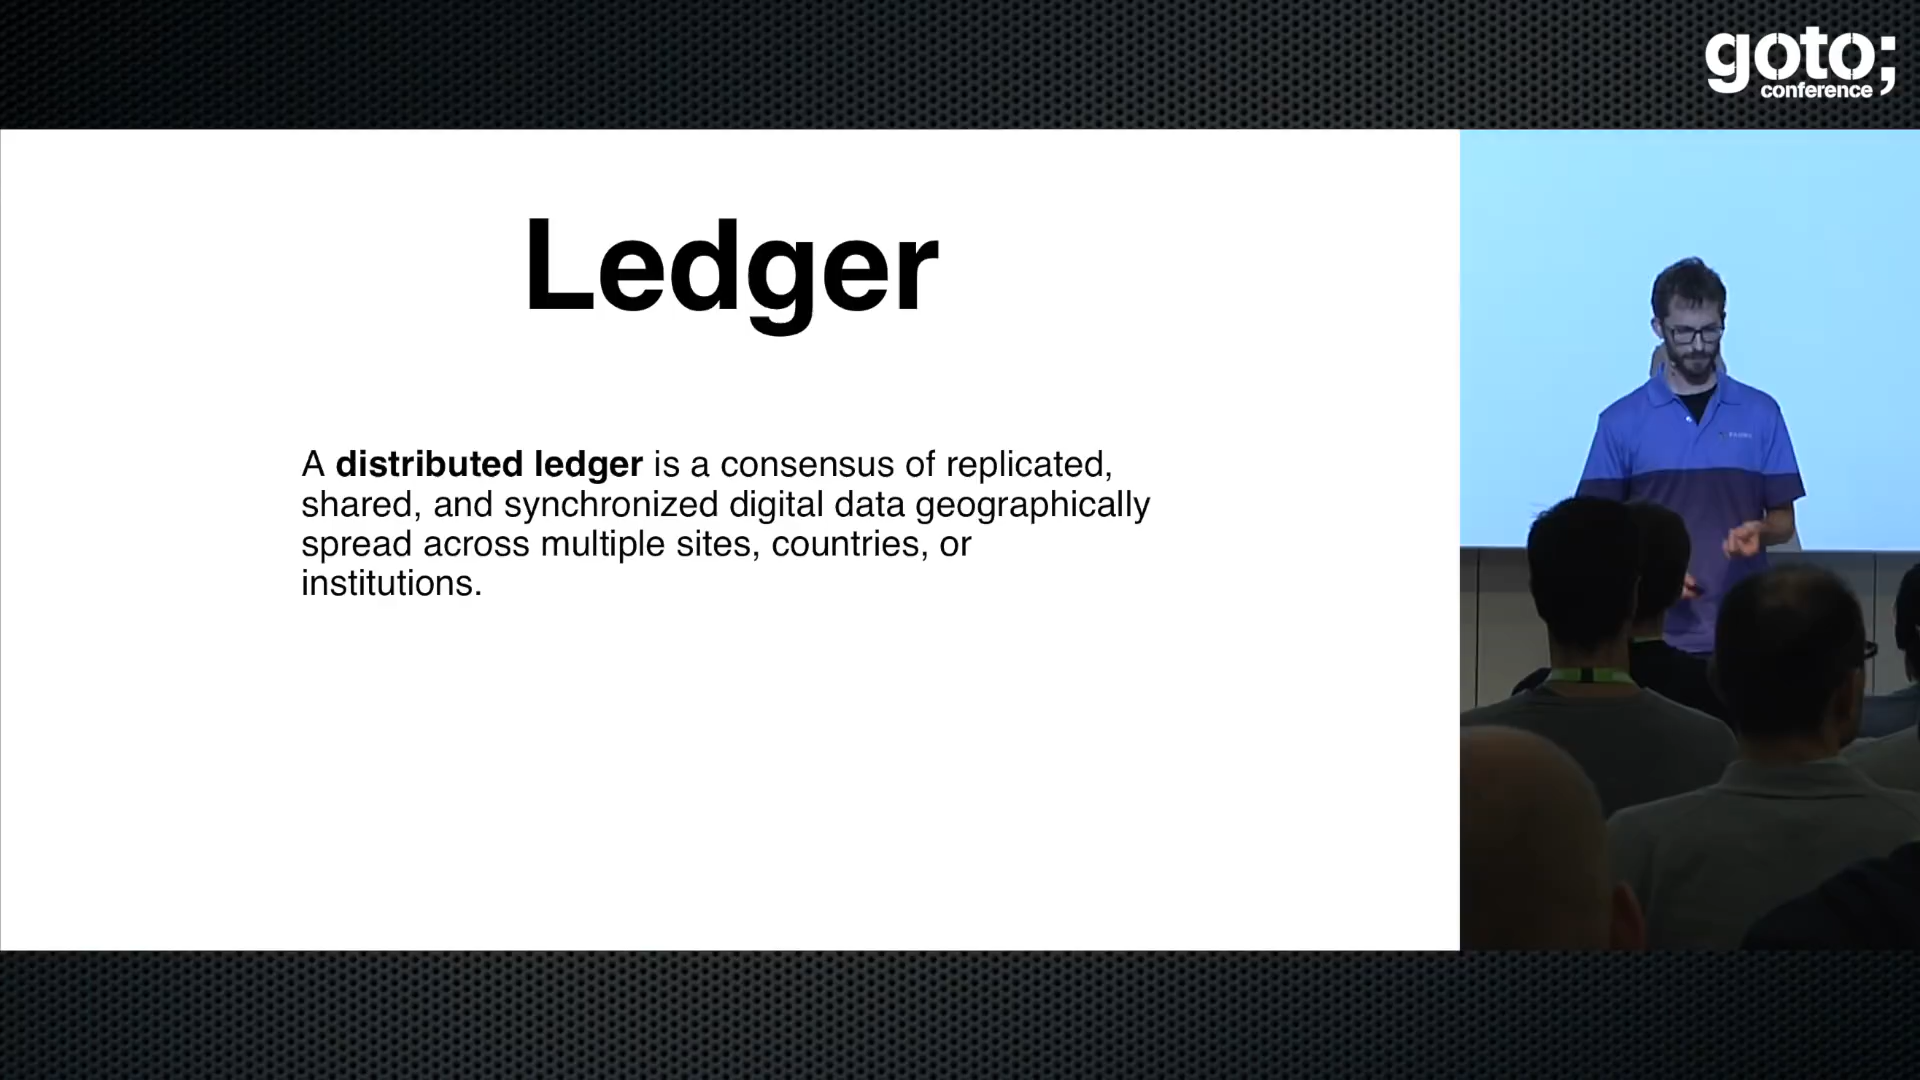 goto;
conference
Ledger
A distributed ledger is a consensus of replicated,
shared, and synchronized digital data geographically
spread across multiple sites, countries, or
institutions.